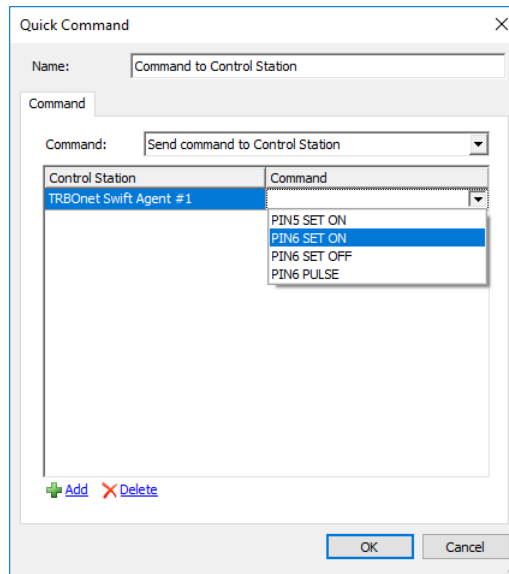 Quick Command
Name: Command to Control Station
Command
Command: Send command to Control Station
Control Station Command
TRBOnet Swift Agent #1
PIN5 SET ON
PIN6 SET ON
PIN6 SET OFF
PIN6 PULSE
Add Delete
OK Cancel